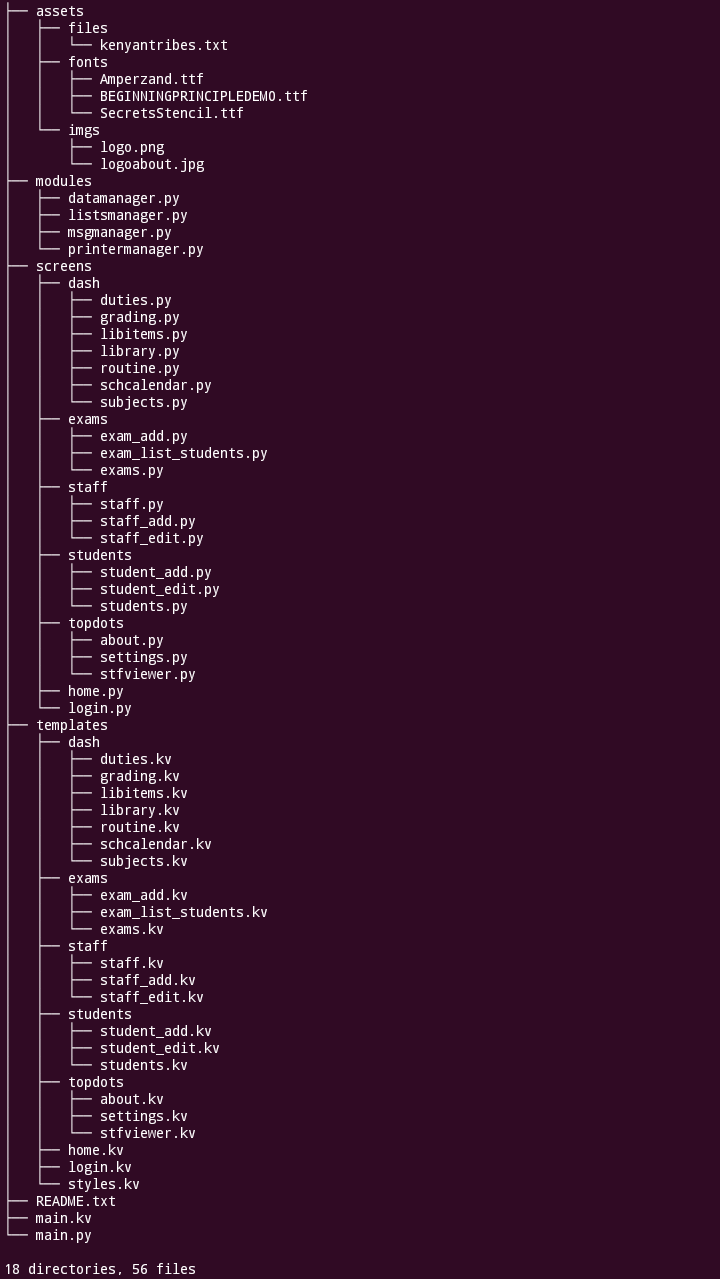 ├── assets
│   ├── files
│   │   └── kenyantribes.txt
│   ├── fonts
│   │   ├── Amperzand.ttf
│   │   ├── BEGINNINGPRINCIPLEDEMO.ttf
│   │   └── SecretsStencil.ttf
│   └── imgs
│       ├── logo.png
│       └── logoabout.jpg
├── modules
│   ├── datamanager.py
│   ├── listsmanager.py
│   ├── msgmanager.py
│   └── printermanager.py
├── screens
│   ├── dash
│   │   ├── duties.py
│   │   ├── grading.py
│   │   ├── libitems.py
│   │   ├── library.py
│   │   ├── routine.py
│   │   ├── schcalendar.py
│   │   └── subjects.py
│   ├── exams
│   │   ├── exam_add.py
│   │   ├── exam_list_students.py
│   │   └── exams.py
│   ├── staff
│   │   ├── staff.py
│   │   ├── staff_add.py
│   │   └── staff_edit.py
│   ├── students
│   │   ├── student_add.py
│   │   ├── student_edit.py
│   │   └── students.py
│   ├── topdots
│   │   ├── about.py
│   │   ├── settings.py
│   │   └── stfviewer.py
│   ├── home.py
│   └── login.py
├── templates
│   ├── dash
│   │   ├── duties.kv
│   │   ├── grading.kv
│   │   ├── libitems.kv
│   │   ├── library.kv
│   │   ├── routine.kv
│   │   ├── schcalendar.kv
│   │   └── subjects.kv
│   ├── exams
│   │   ├── exam_add.kv
│   │   ├── exam_list_students.kv
│   │   └── exams.kv
│   ├── staff
│   │   ├── staff.kv
│   │   ├── staff_add.kv
│   │   └── staff_edit.kv
│   ├── students
│   │   ├── student_add.kv
│   │   ├── student_edit.kv
│   │   └── students.kv
│   ├── topdots
│   │   ├── about.kv
│   │   ├── settings.kv
│   │   └── stfviewer.kv
│   ├── home.kv
│   ├── login.kv
│   └── styles.kv
├── README.txt
├── main.kv
└── main.py

18 directories, 56 files